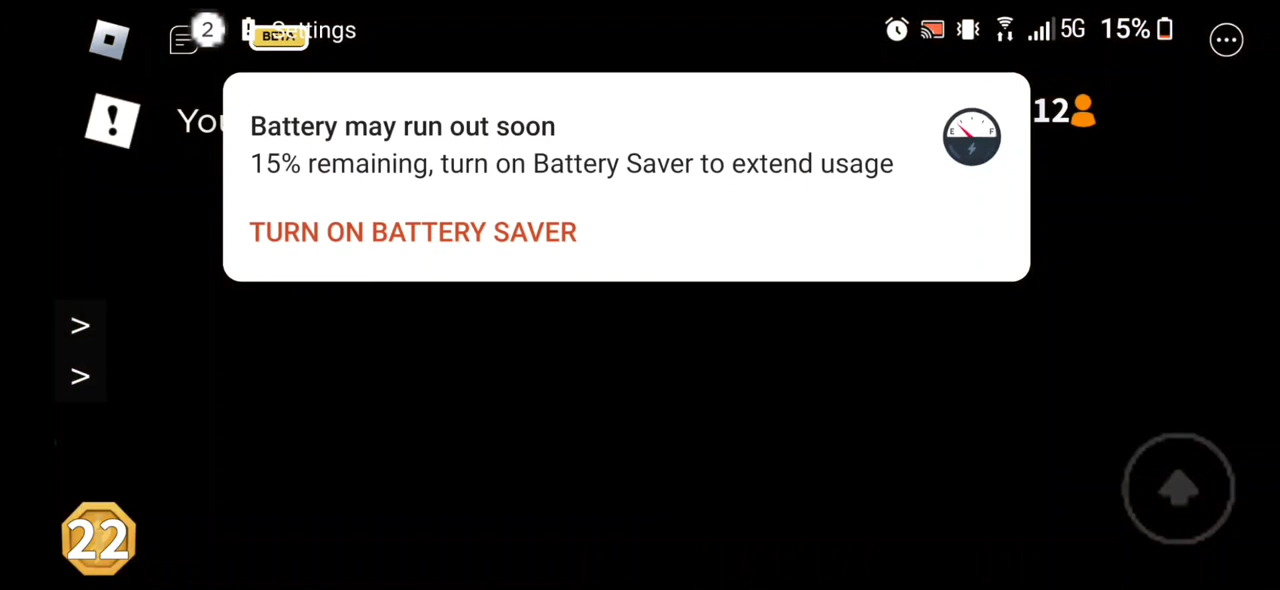 2 BETA Settings 5G 15%
! You 12
Battery may run out soon
E F
15% remaining, turn on Battery Saver to extend usage
TURN ON BATTERY SAVER
>
>
22